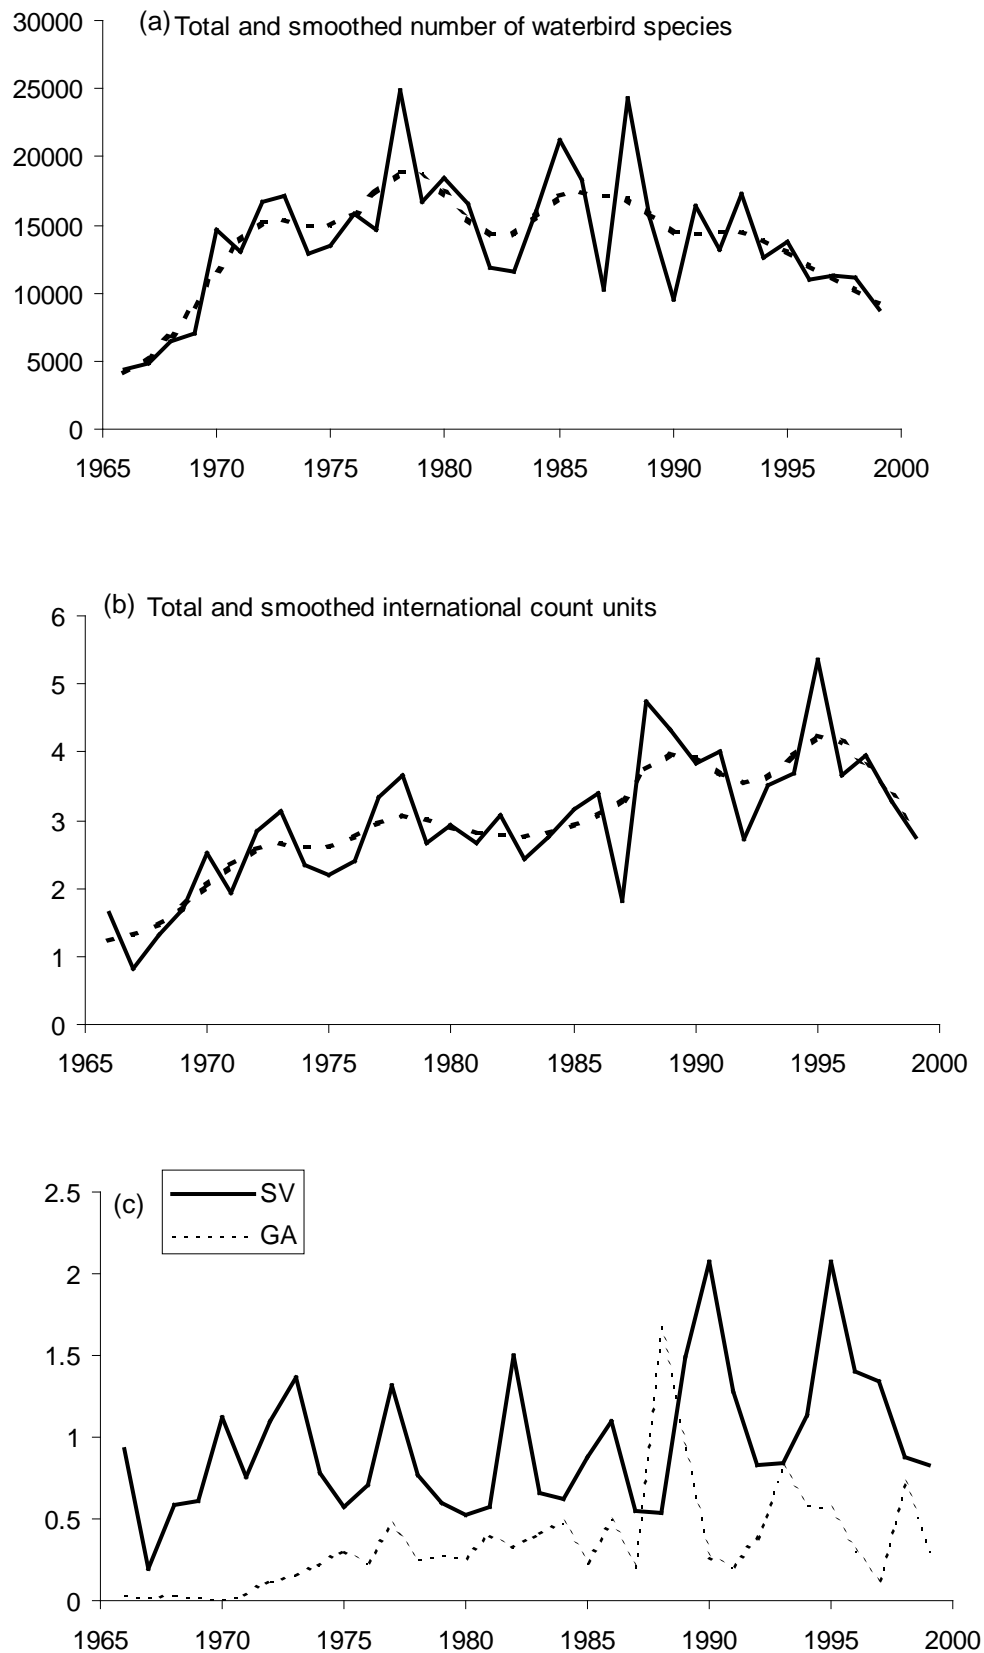 (a) Total and smoothed number of waterbird species
30000
25000
20000
15000
10000
5000
0
1965 1970 1975 1980 1985 1990 1995 2000
(b) Total and smoothed international count units
6
5
4
3
2
1
0
1965 1970 1975 1980 1985 1990 1995 2000
(c)
SV
GA
2.5
2
1.5
1
0.5
0
1965 1970 1975 1980 1985 1990 1995 2000